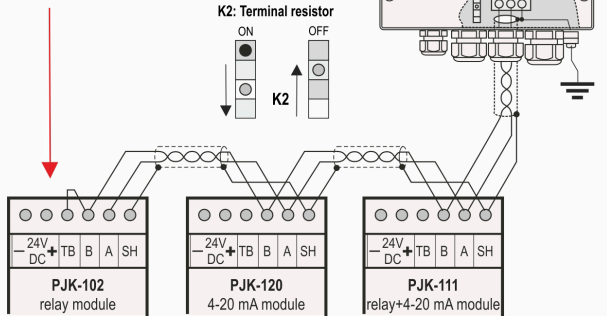 K2: Terminal resistor
ON OFF
K2
— 24V DC + TB B A SH
— 24V DC + TB B A SH
— 24V DC + TB B A SH
PJK-102
relay module
PJK-120
4-20 mA module
PJK-111
relay+4-20 mA module